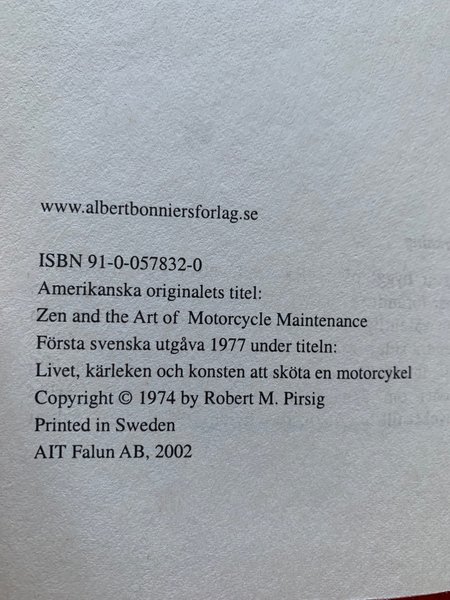 www.albertbonniersforlag.se
ISBN 91-0-057832-0
Amerikanska originalets titel:
Zen and the Art of Motorcycle Maintenance
Första svenska utgåva 1977 under titeln:
Livet, kärleken och konsten att sköta en motorcykel
Copyright © 1974 by Robert M. Pirsig
Printed in Sweden
AIT Falun AB, 2002